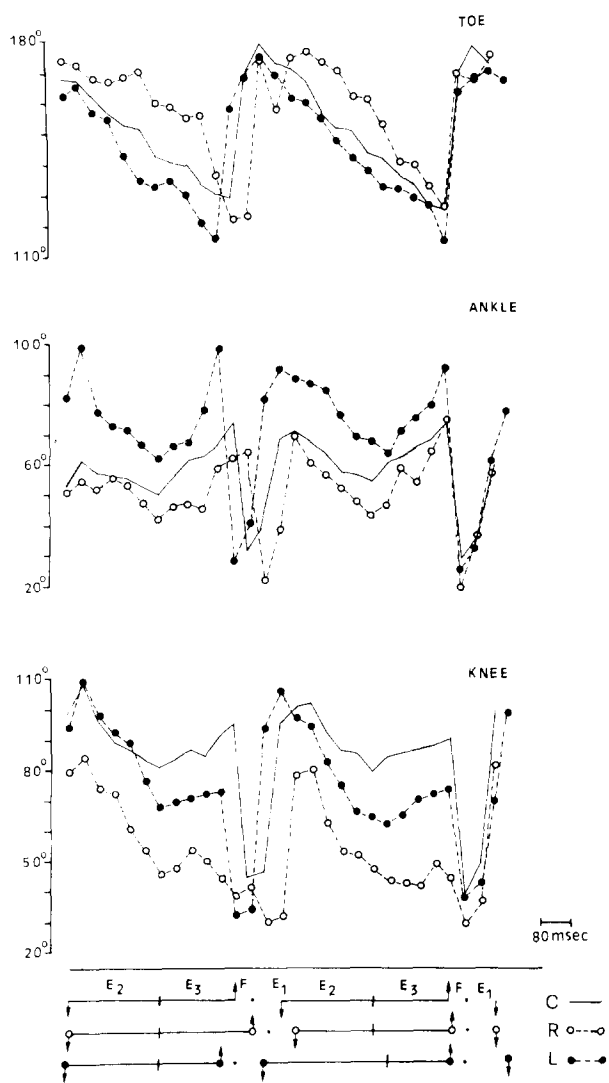 TOE
180°
110°
ANKLE
100°
60°
20°
KNEE
110°
80°
50°
20°
80 msec
E2 E3 F E1 E2 E3 F E1
C
R
L